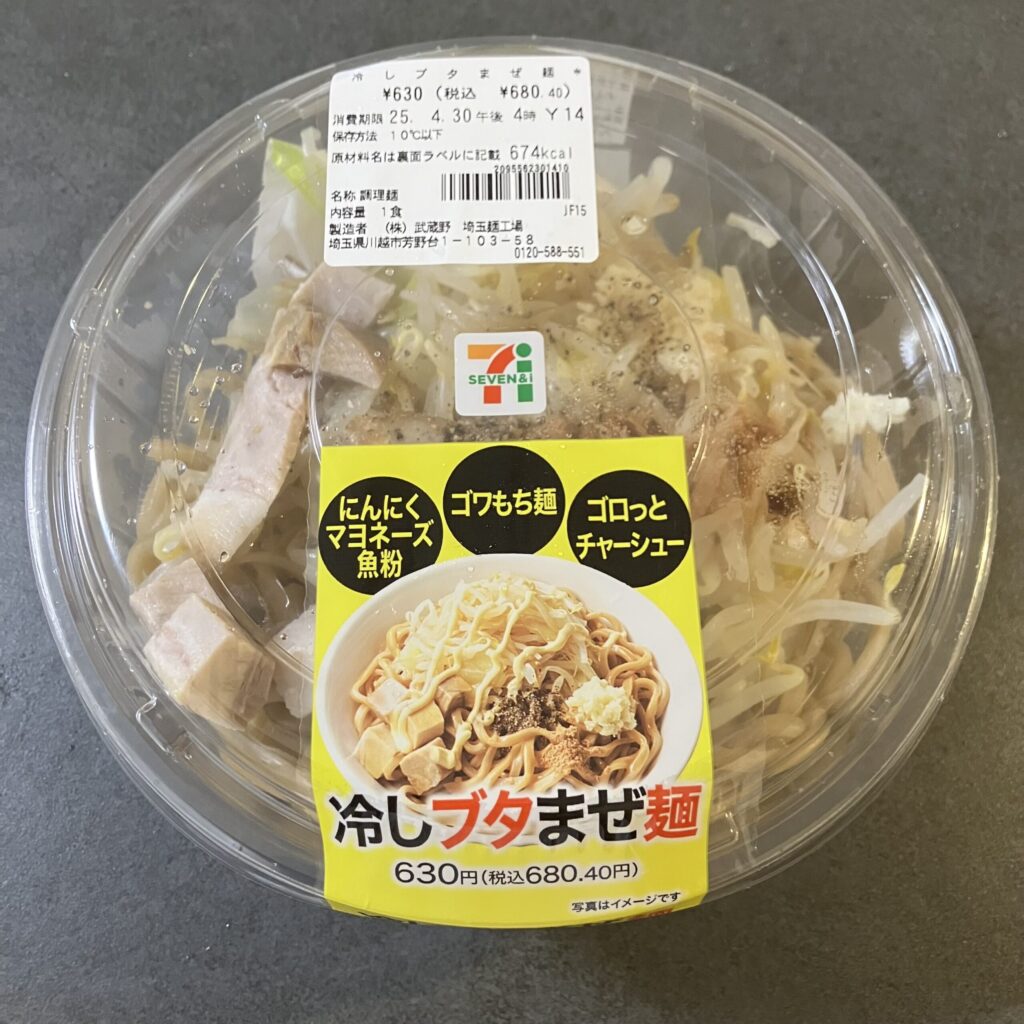 冷しブタまぜ麺*
¥630 (税込 ¥680.40)
消費期限 25. 4.30午後 4時 Y14
保存方法 10℃以下
原材料名は裏面ラベルに記載 674kcal
2095562301410
名称 調理麺
内容量 1食
JF15
製造者 (株) 武蔵野 埼玉麺工場
埼玉県川越市芳野台1-103-58
0120-588-551
7i
SEVEN&i
にんにく
マヨネーズ
魚粉
ゴワもち麺
ゴロっと
チャーシュー
冷しブタまぜ麺
630円(税込680.40円)
写真はイメージです